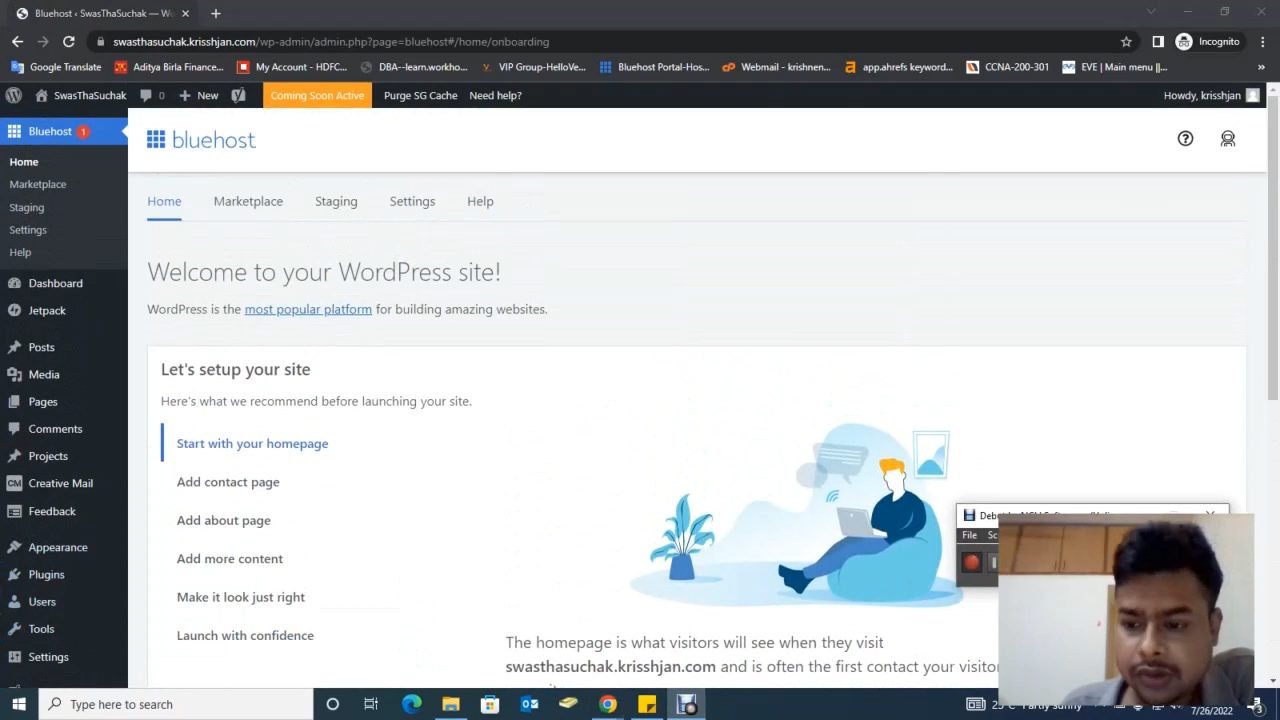 Bluehost ‹ SwasThaSuchak — W
swasthasuchak.krisshjan.com/wp-admin/admin.php?page=bluehost#/home/onboarding
Incognito
Google Translate
Aditya Birla Finance...
My Account - HDFC...
DBA--learn.workho...
VIP Group-HelloVe...
Bluehost Portal-Hos...
Webmail - krishnen...
app.ahrefs keyword...
CCNA-200-301
EVE | Main menu ||...
»
SwasThaSuchak
0
New
Coming Soon Active
Purge SG Cache
Need help?
Howdy, krisshjan
Bluehost 1
Home
Marketplace
Staging
Settings
Help
Dashboard
Jetpack
Posts
Media
Pages
Comments
Projects
CM Creative Mail
Feedback
Appearance
Plugins
Users
Tools
Settings
bluehost
Home
Marketplace
Staging
Settings
Help
Welcome to your WordPress site!
WordPress is the most popular platform for building amazing websites.
Let's setup your site
Here's what we recommend before launching your site.
Start with your homepage
Add contact page
Add about page
Add more content
Make it look just right
Launch with confidence
The homepage is what visitors will see when they visit
swasthasuchak.krisshjan.com and is often the first contact your visitor
File
Type here to search
7/26/2022
3